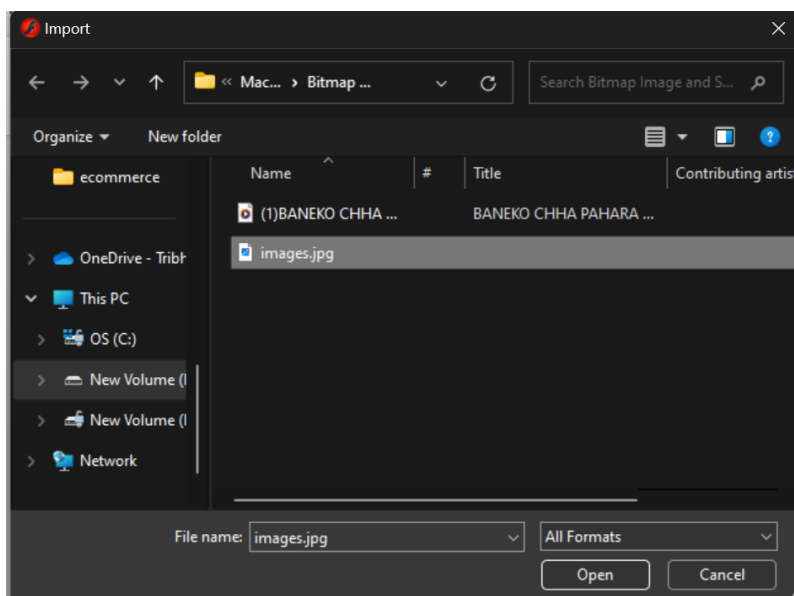 Import
« Mac... › Bitmap ...
Search Bitmap Image and S...
Organize
New folder
?
ecommerce
Name
#
Title
Contributing artis
(1)BANEKO CHHA ...
BANEKO CHHA PAHARA ...
images.jpg
OneDrive - Tribh
This PC
OS (C:)
New Volume (
New Volume (
Network
File name: images.jpg
All Formats
Open
Cancel